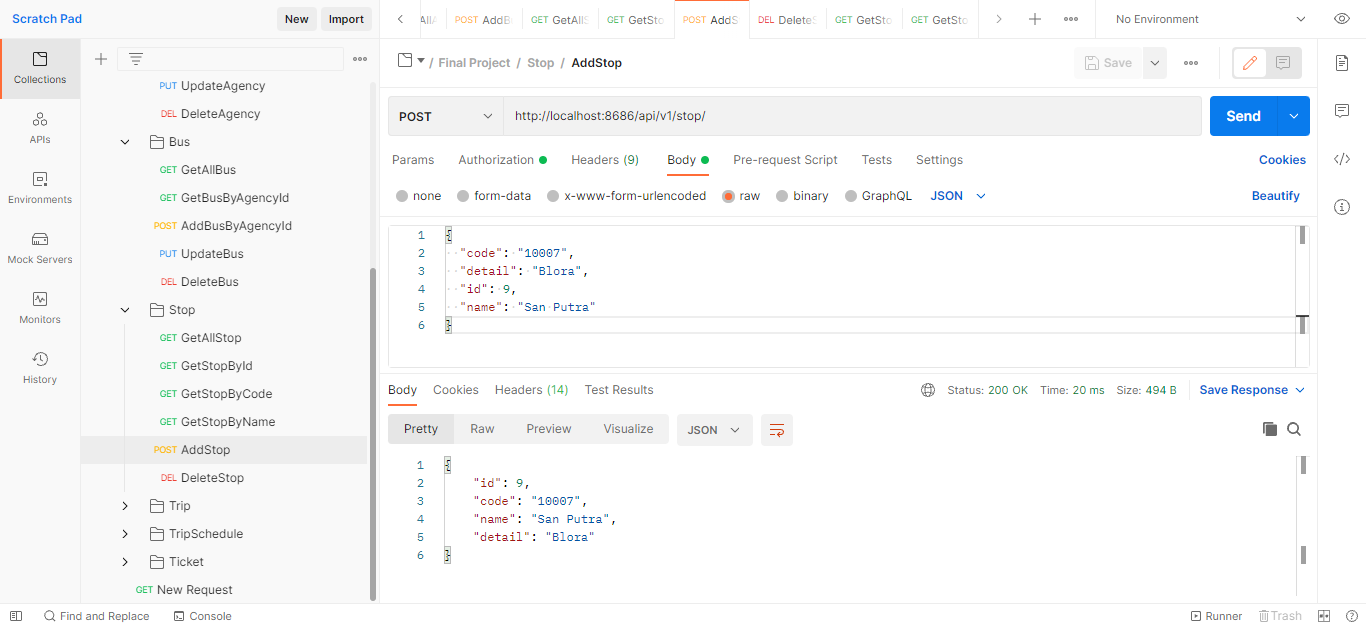 Scratch Pad
New
Import
POST AddB
GET GetAllS
GET GetSto
POST AddS
DEL DeleteS
GET GetSto
GET GetSto
No Environment
Collections
APIs
Environments
Mock Servers
Monitors
History
PUT UpdateAgency
DEL DeleteAgency
Bus
GET GetAllBus
GET GetBusByAgencyId
POST AddBusByAgencyId
PUT UpdateBus
DEL DeleteBus
Stop
GET GetAllStop
GET GetStopById
GET GetStopByCode
GET GetStopByName
POST AddStop
DEL DeleteStop
Trip
TripSchedule
Ticket
GET New Request
/ Final Project / Stop / AddStop
Save
POST
http://localhost:8686/api/v1/stop/
Send
Params Authorization Headers (9) Body Pre-request Script Tests Settings
Cookies
none form-data x-www-form-urlencoded raw binary GraphQL JSON
Beautify
1 {
2 "code": "10007",
3 "detail": "Blora",
4 "id": 9,
5 "name": "San Putra"
6 }
Body Cookies Headers (14) Test Results
Status: 200 OK Time: 20 ms Size: 494 B
Save Response
Pretty Raw Preview Visualize JSON
1 {
2 "id": 9,
3 "code": "10007",
4 "name": "San Putra",
5 "detail": "Blora"
6 }
Find and Replace
Console
Runner
Trash